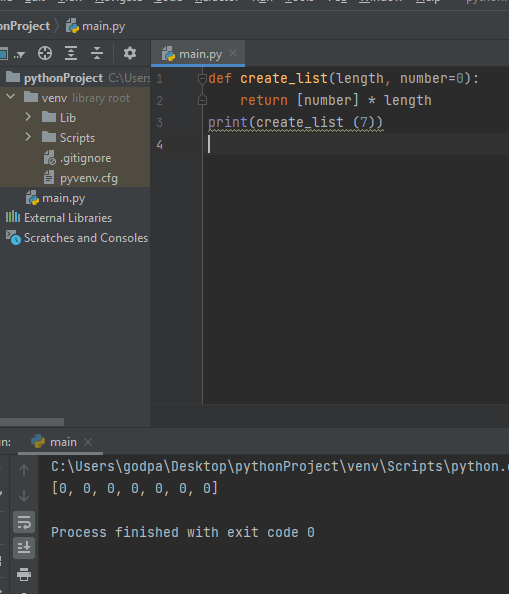 onProject main.py
main.py
pythonProject C:\Users
venv library root
Lib
Scripts
.gitignore
pyvenv.cfg
main.py
External Libraries
Scratches and Consoles
1 def create_list(length, number=0):
2 return [number] * length
3 print(create_list (7))
4
n: main
C:\Users\godpa\Desktop\pythonProject\venv\Scripts\python.
[0, 0, 0, 0, 0, 0, 0]
Process finished with exit code 0